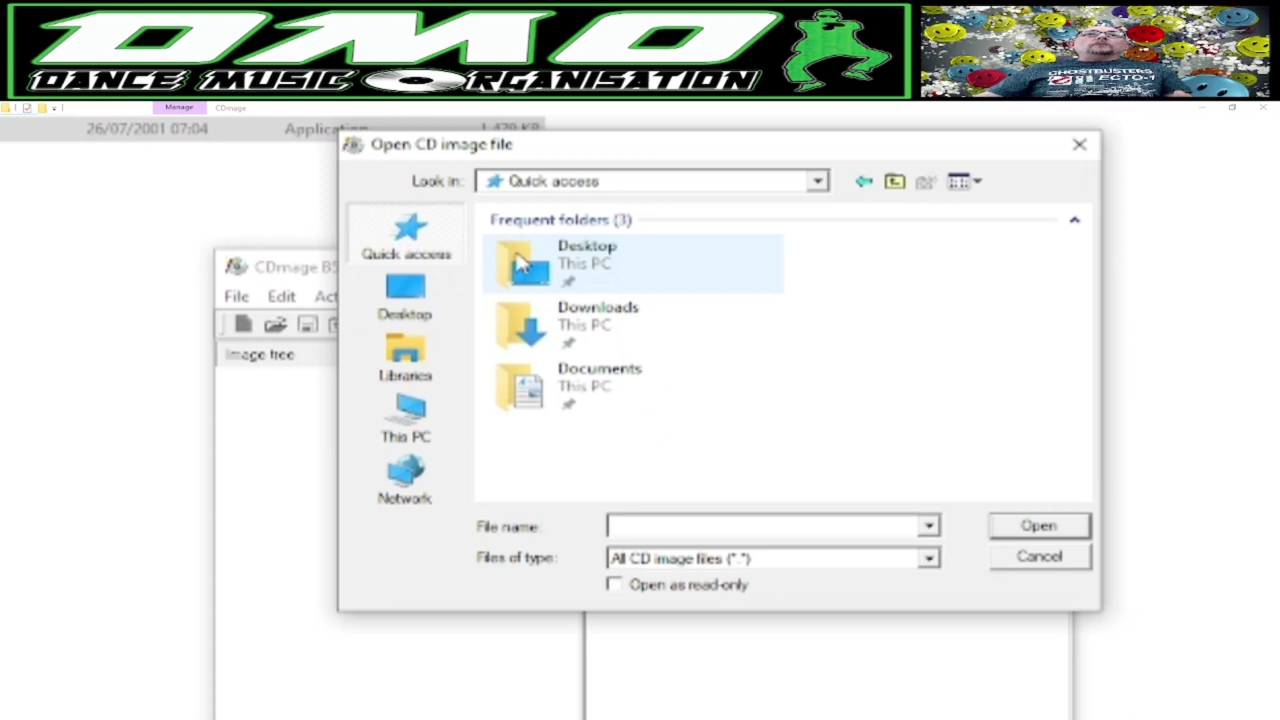 DMO
DANCE MUSIC ORGANISATION
GHOSTBUSTERS
ECTO-1
Manage
CDmage
26/07/2001 07:04
Application
1,479 KB
Open CD image file
Look in:
Quick access
Frequent folders (3)
Quick access
Desktop
Libraries
This PC
Network
Desktop
This PC
Downloads
This PC
Documents
This PC
CDmage B5
File Edit Act
Image tree
File name:
Open
Files of type:
All CD image files (*.*)
Cancel
Open as read-only